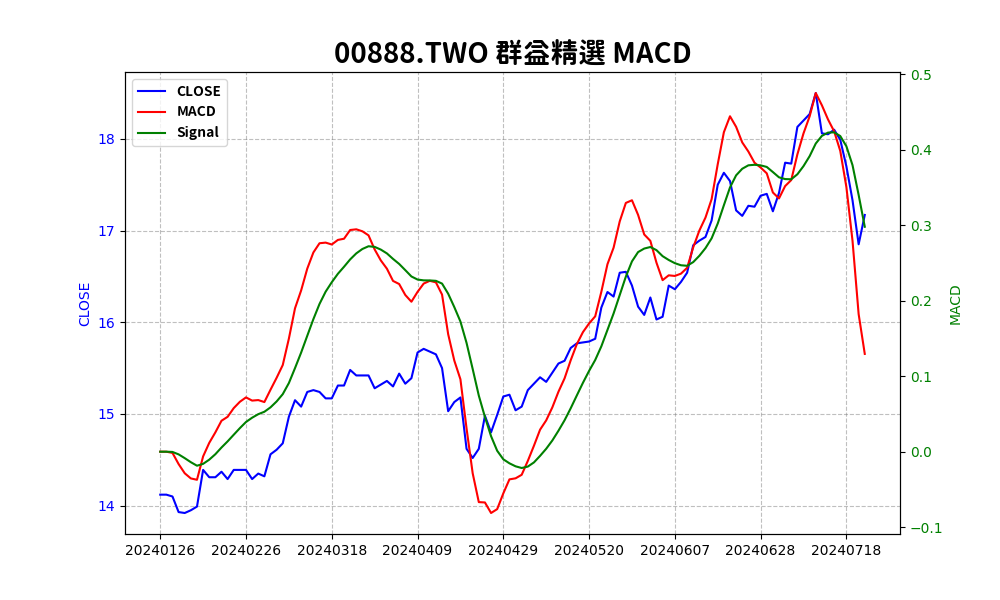 00888.TWO 群益精選 MACD
CLOSE
MACD
Signal
18
17
16
15
14
CLOSE
0.5
0.4
0.3
0.2
0.1
0.0
−0.1
MACD
20240126 20240226 20240318 20240409 20240429 20240520 20240607 20240628 20240718